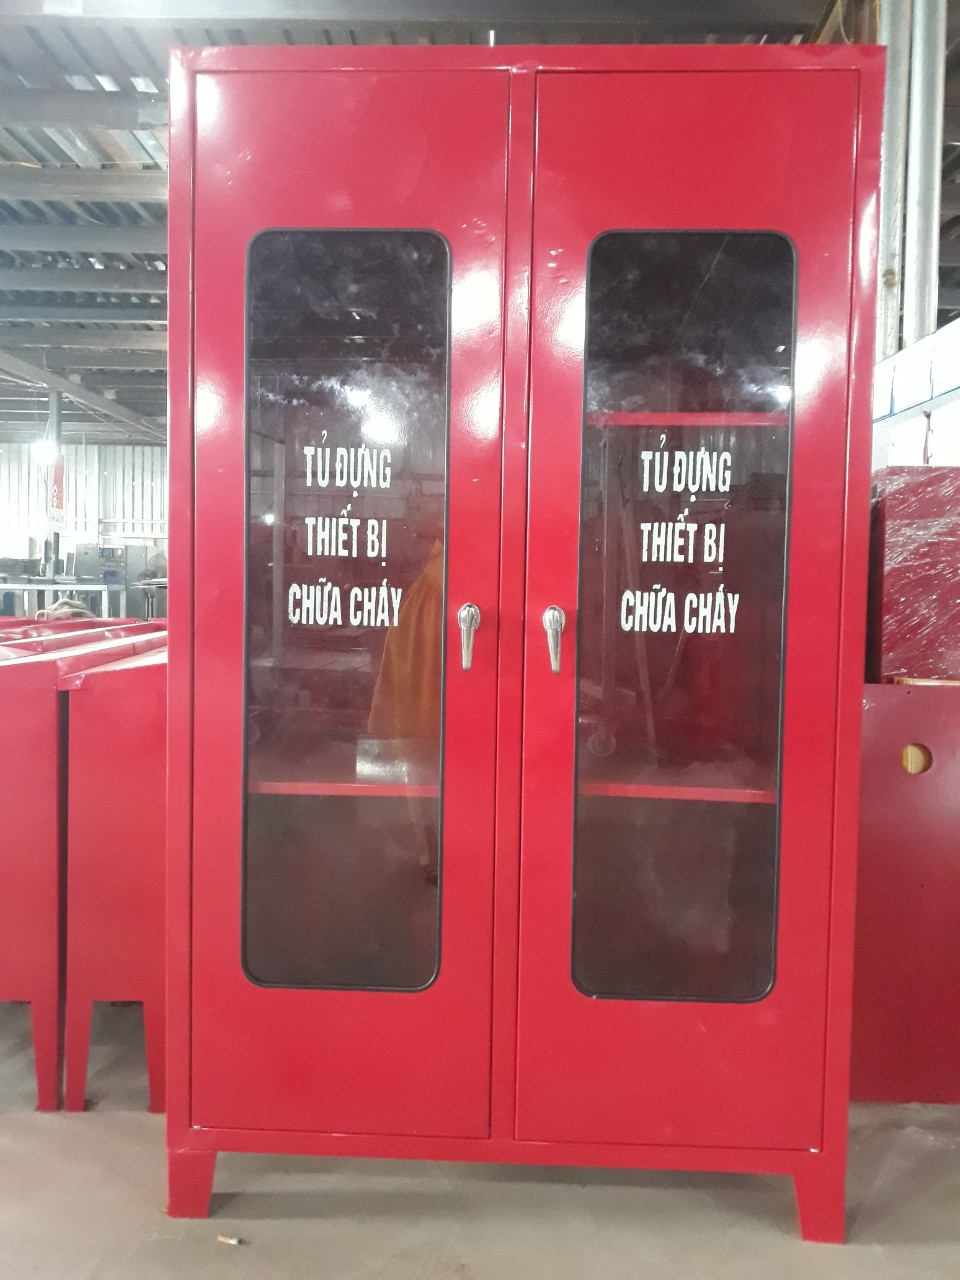 TỦ ĐỰNG
THIẾT BỊ
CHỮA CHÁY
TỦ ĐỰNG
THIẾT BỊ
CHỮA CHÁY